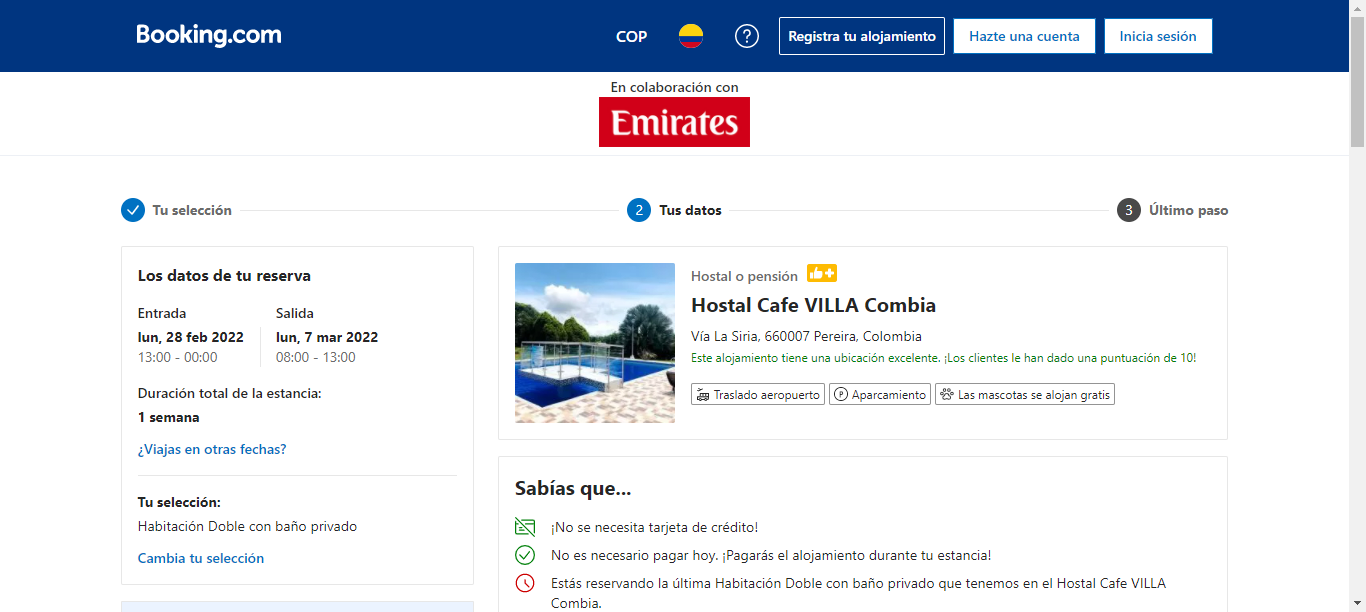 Booking.com
COP
Registra tu alojamiento
Hazte una cuenta
Inicia sesión
En colaboración con
Emirates
Tu selección
2 Tus datos
3 Último paso
Los datos de tu reserva
Entrada
lun, 28 feb 2022
13:00 - 00:00
Salida
lun, 7 mar 2022
08:00 - 13:00
Duración total de la estancia:
1 semana
¿Viajas en otras fechas?
Tu selección:
Habitación Doble con baño privado
Cambia tu selección
Hostal o pensión
Hostal Cafe VILLA Combia
Vía La Siria, 660007 Pereira, Colombia
Este alojamiento tiene una ubicación excelente. ¡Los clientes le han dado una puntuación de 10!
Traslado aeropuerto
Aparcamiento
Las mascotas se alojan gratis
Sabías que...
¡No se necesita tarjeta de crédito!
No es necesario pagar hoy. ¡Pagarás el alojamiento durante tu estancia!
Estás reservando la última Habitación Doble con baño privado que tenemos en el Hostal Cafe VILLA
Combia.